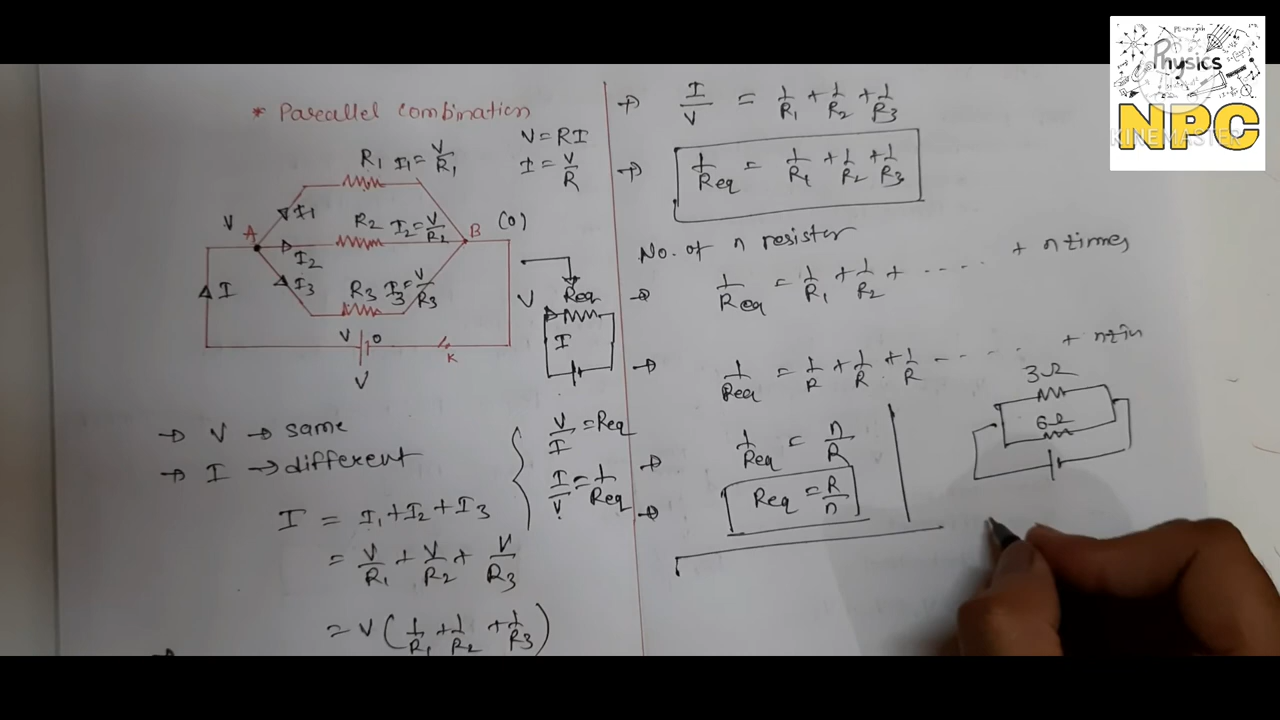 Physics
NPC
KINEMASTER
* Parallel combination
V = RI
I = V/R
R1 I1 = V/R1
I1
R2 I2 = V/R2
V
A
B
(0)
I2
I3
R3 I3 = V/R3
I
V
0
K
V
Req
V
I
→ V → same
→ I → different
I = I1 + I2 + I3
= V/R1 + V/R2 + V/R3
= V (1/R1 + 1/R2 + 1/R3)
V/I = Req
I/V = 1/Req
→ I/V = 1/R1 + 1/R2 + 1/R3
→ 1/Req = 1/R1 + 1/R2 + 1/R3
No. of n resister
→ 1/Req = 1/R1 + 1/R2 + ..... + n times
→ 1/Req = 1/R + 1/R + 1/R ..... +
→ 1/Req = n/R
→ Req = R/n
3Ω
6Ω